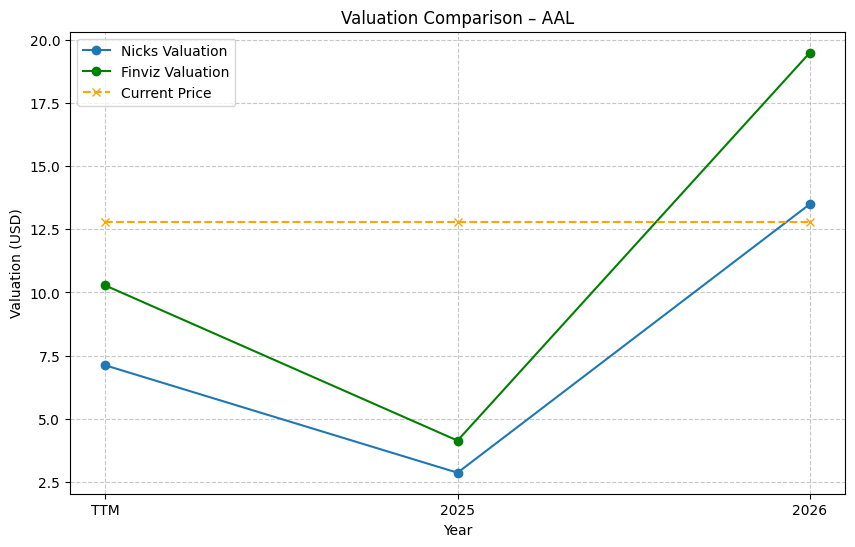 Valuation Comparison – AAL
Nicks Valuation
Finviz Valuation
Current Price
Valuation (USD)
20.0
17.5
15.0
12.5
10.0
7.5
5.0
2.5
TTM
2025
2026
Year